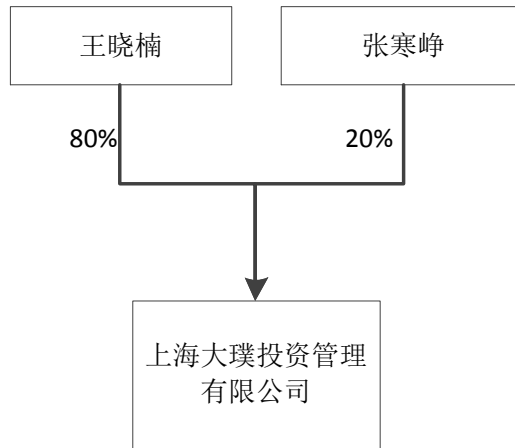 王晓楠
张寒峥
80%
20%
上海大璞投资管理
有限公司